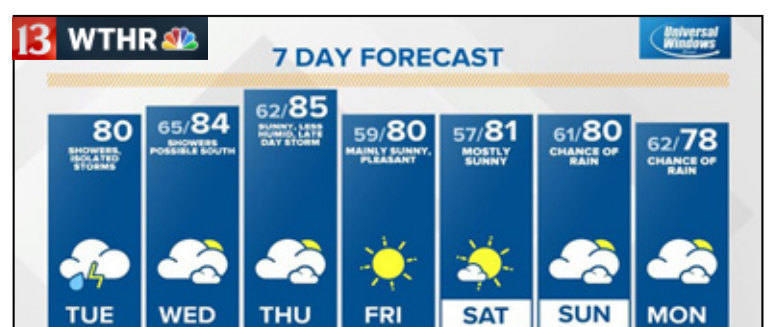 13 WTHR
Universal
Windows
7 DAY FORECAST
80
SHOWERS,
ISOLATED
STORMS
TUE
65/84
SHOWERS
POSSIBLE SOUTH
WED
62/85
SUNNY, LESS
HUMID, LATE
DAY STORM
THU
59/80
MAINLY SUNNY,
PLEASANT
FRI
57/81
MOSTLY
SUNNY
SAT
61/80
CHANCE OF
RAIN
SUN
62/78
CHANCE OF
RAIN
MON